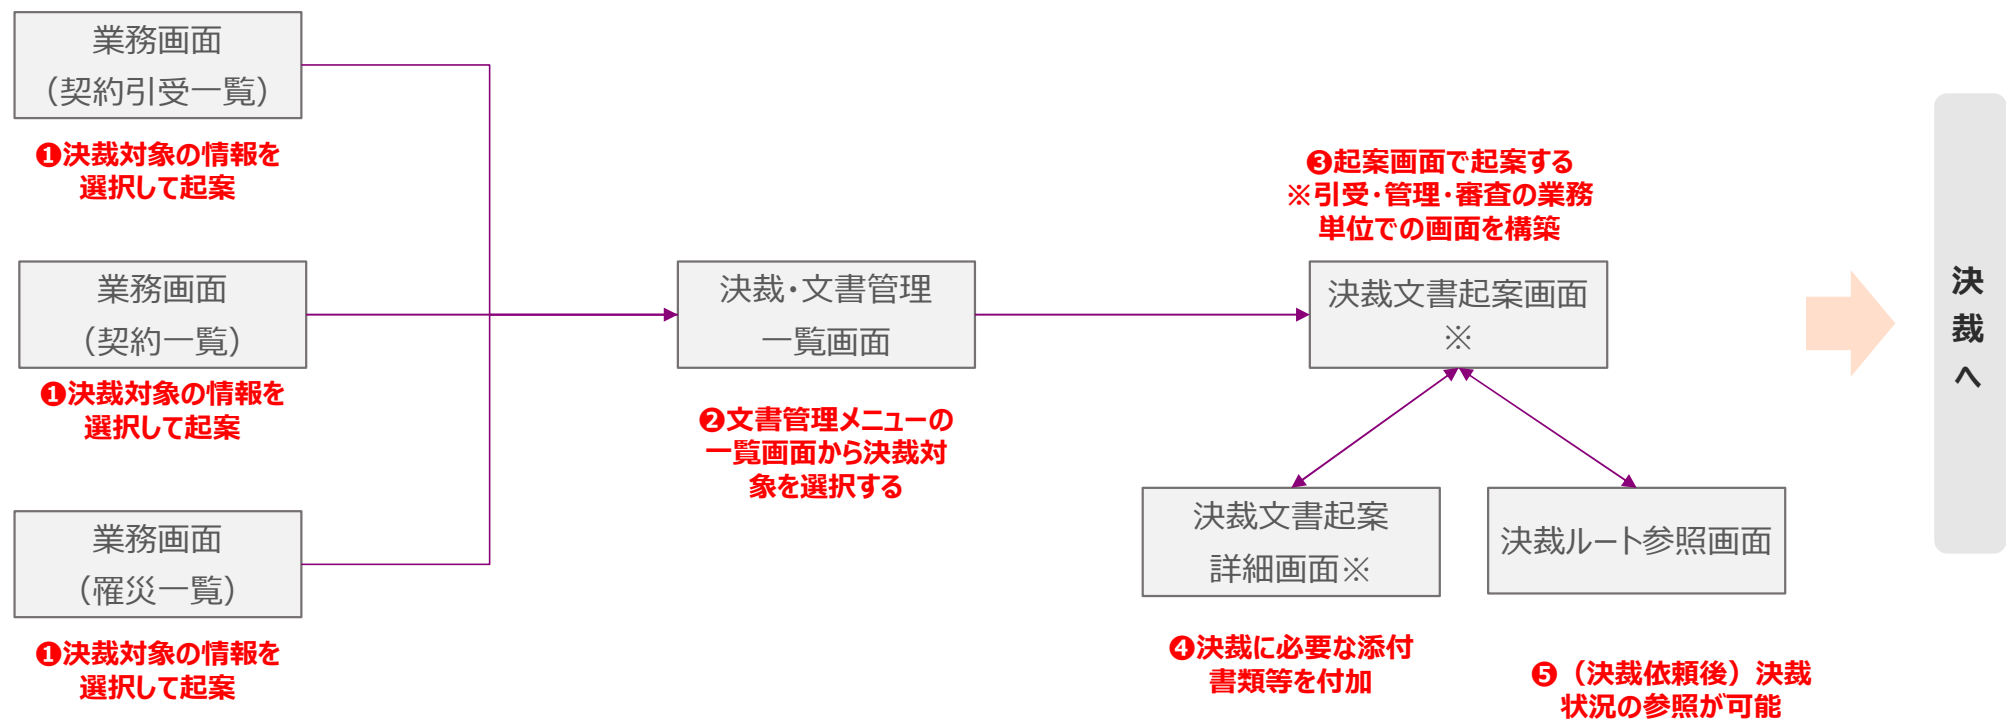 業務画面
（契約引受一覧）
❶決裁対象の情報を
選択して起案
業務画面
（契約一覧）
❶決裁対象の情報を
選択して起案
業務画面
（罹災一覧）
❶決裁対象の情報を
選択して起案
決裁・文書管理
一覧画面
❷文書管理メニューの
一覧画面から決裁対
象を選択する
❸起案画面で起案する
※引受・管理・審査の業務
単位での画面を構築
決裁文書起案画面
※
決裁文書起案
詳細画面※
❹決裁に必要な添付
書類等を付加
決裁ルート参照画面
❺（決裁依頼後）決裁
状況の参照が可能
決裁へ